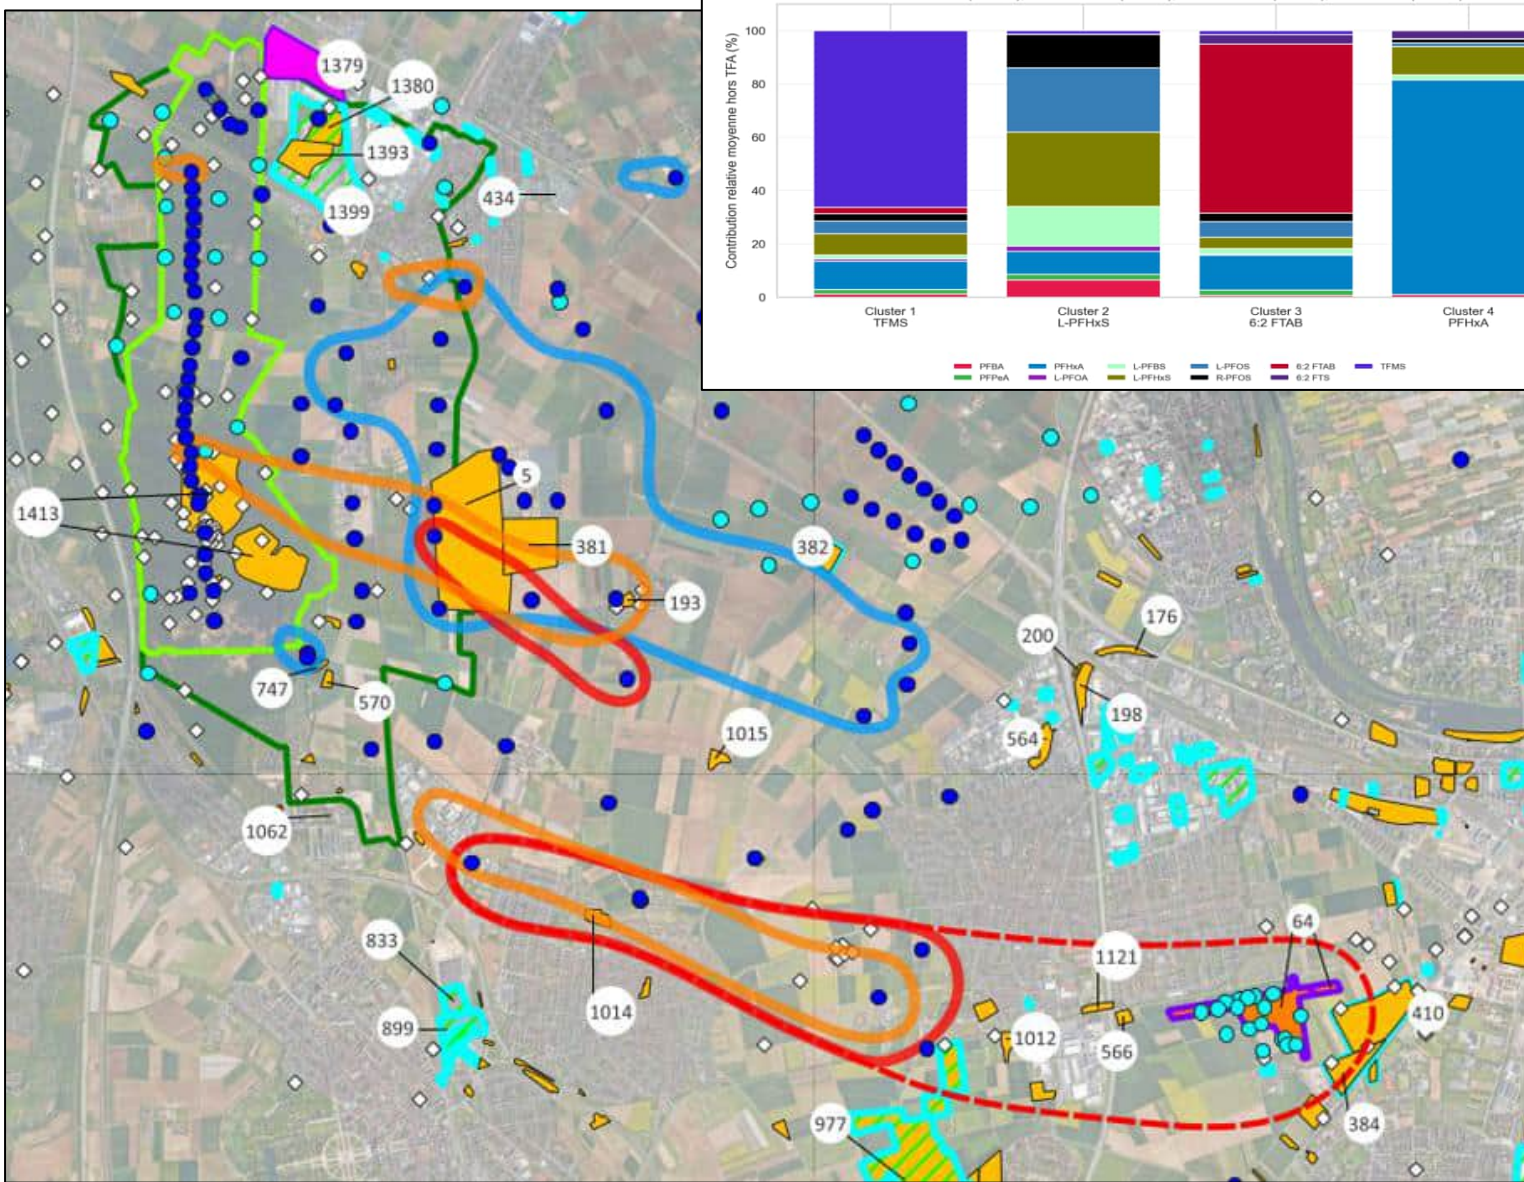 Contribution relative moyenne hors TFA (%)
100
80
60
40
20
0
Cluster 1
TFMS
Cluster 2
L-PFHxS
Cluster 3
6:2 FTAB
Cluster 4
PFHxA
PFBA
PFHxA
L-PFBS
L-PFOS
6:2 FTAB
TFMS
PFPeA
L-PFOA
L-PFHxS
R-PFOS
6:2 FTS
1379
1380
1393
434
1399
5
1413
381
382
193
176
200
747
570
198
1015
564
1062
64
833
1121
1014
899
410
1012
566
977
384